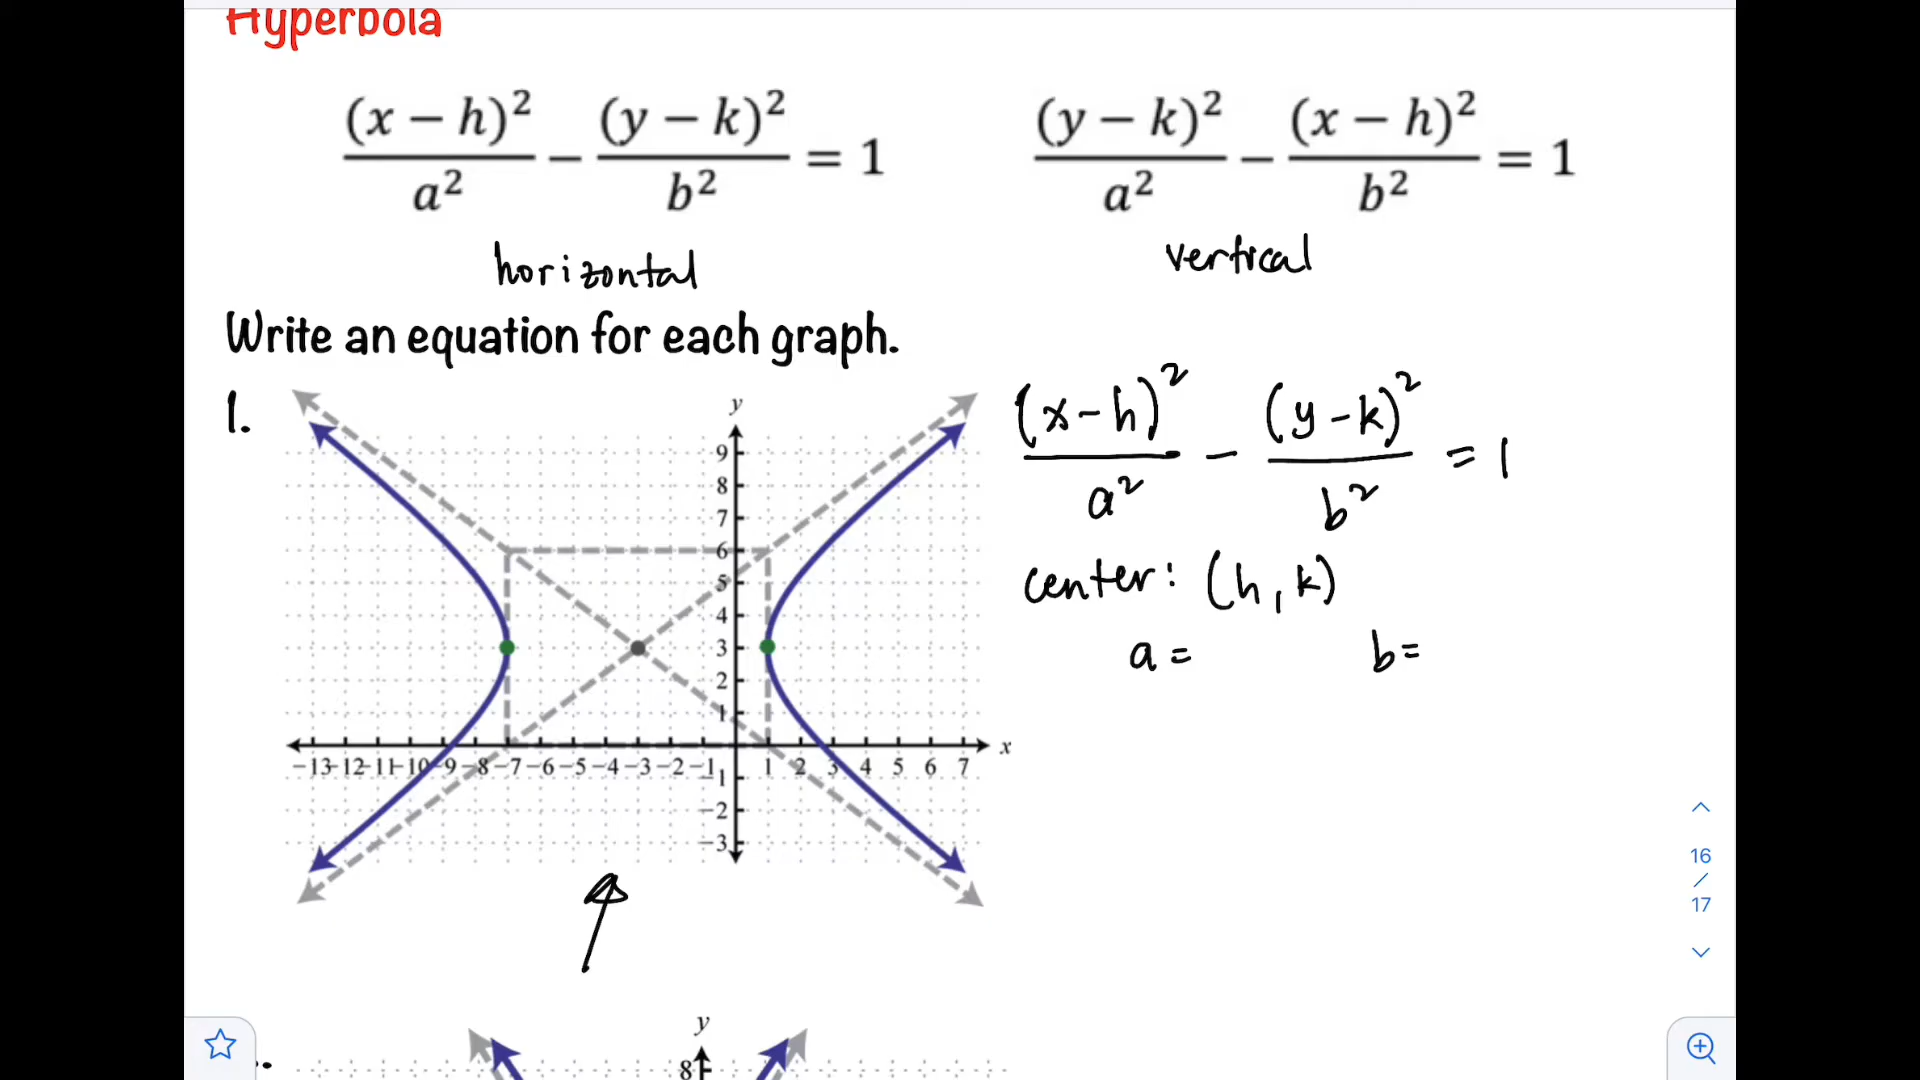 Hyperbola
(x − h)² / a² − (y − k)² / b² = 1
(y − k)² / a² − (x − h)² / b² = 1
horizontal
vertical
Write an equation for each graph.
1.
(x-h)² / a² - (y-k)² / b² = 1
center: (h, k)
a =
b =
y
9
8
7
6
5
4
3
2
1
x
−13 −12 −11 −10 −9 −8 −7 −6 −5 −4 −3 −2 −1 1 2 3 4 5 6 7
−1
−2
−3
16
/
17
y
8